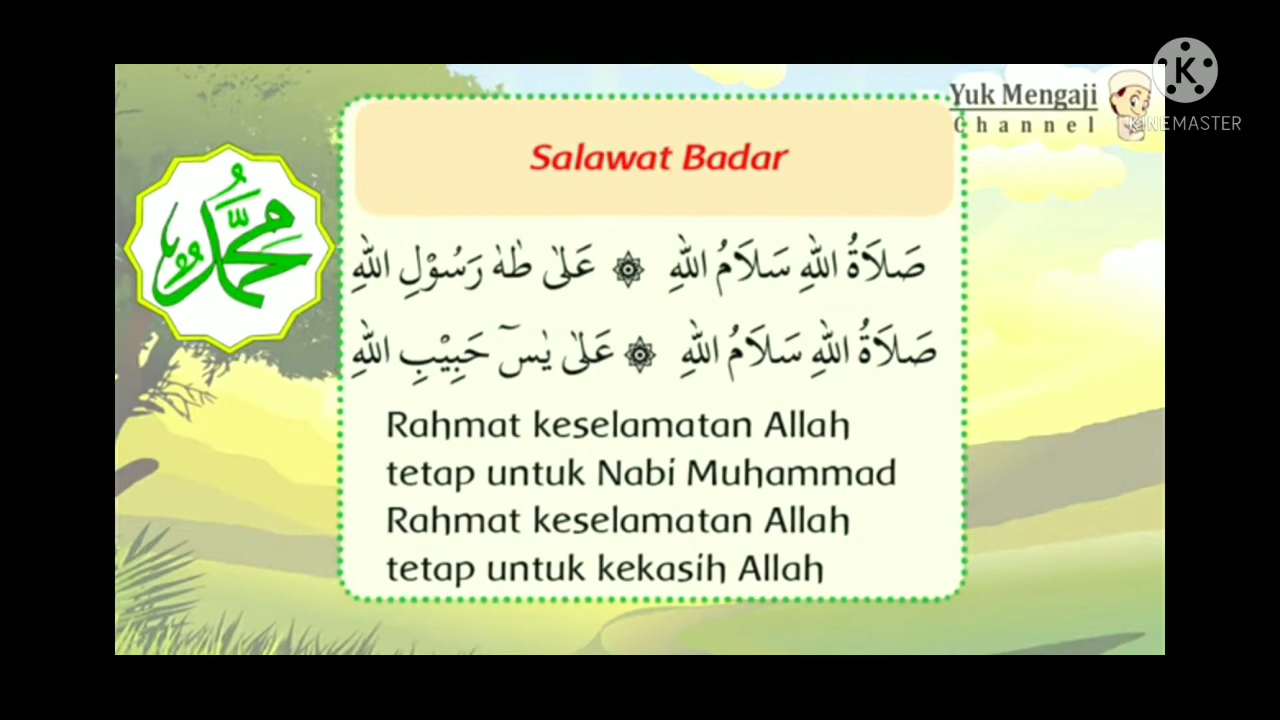 Yuk Mengaji
Channel
K
KINEMASTER
Salawat Badar
محمد
صَلَاةُ اللهِ سَلَامُ اللهِ ۞ عَلٰى طٰهٰ رَسُوْلِ اللهِ
صَلَاةُ اللهِ سَلَامُ اللهِ ۞ عَلٰى يٰسٓ حَبِيْبِ اللهِ
Rahmat keselamatan Allah
tetap untuk Nabi Muhammad
Rahmat keselamatan Allah
tetap untuk kekasih Allah